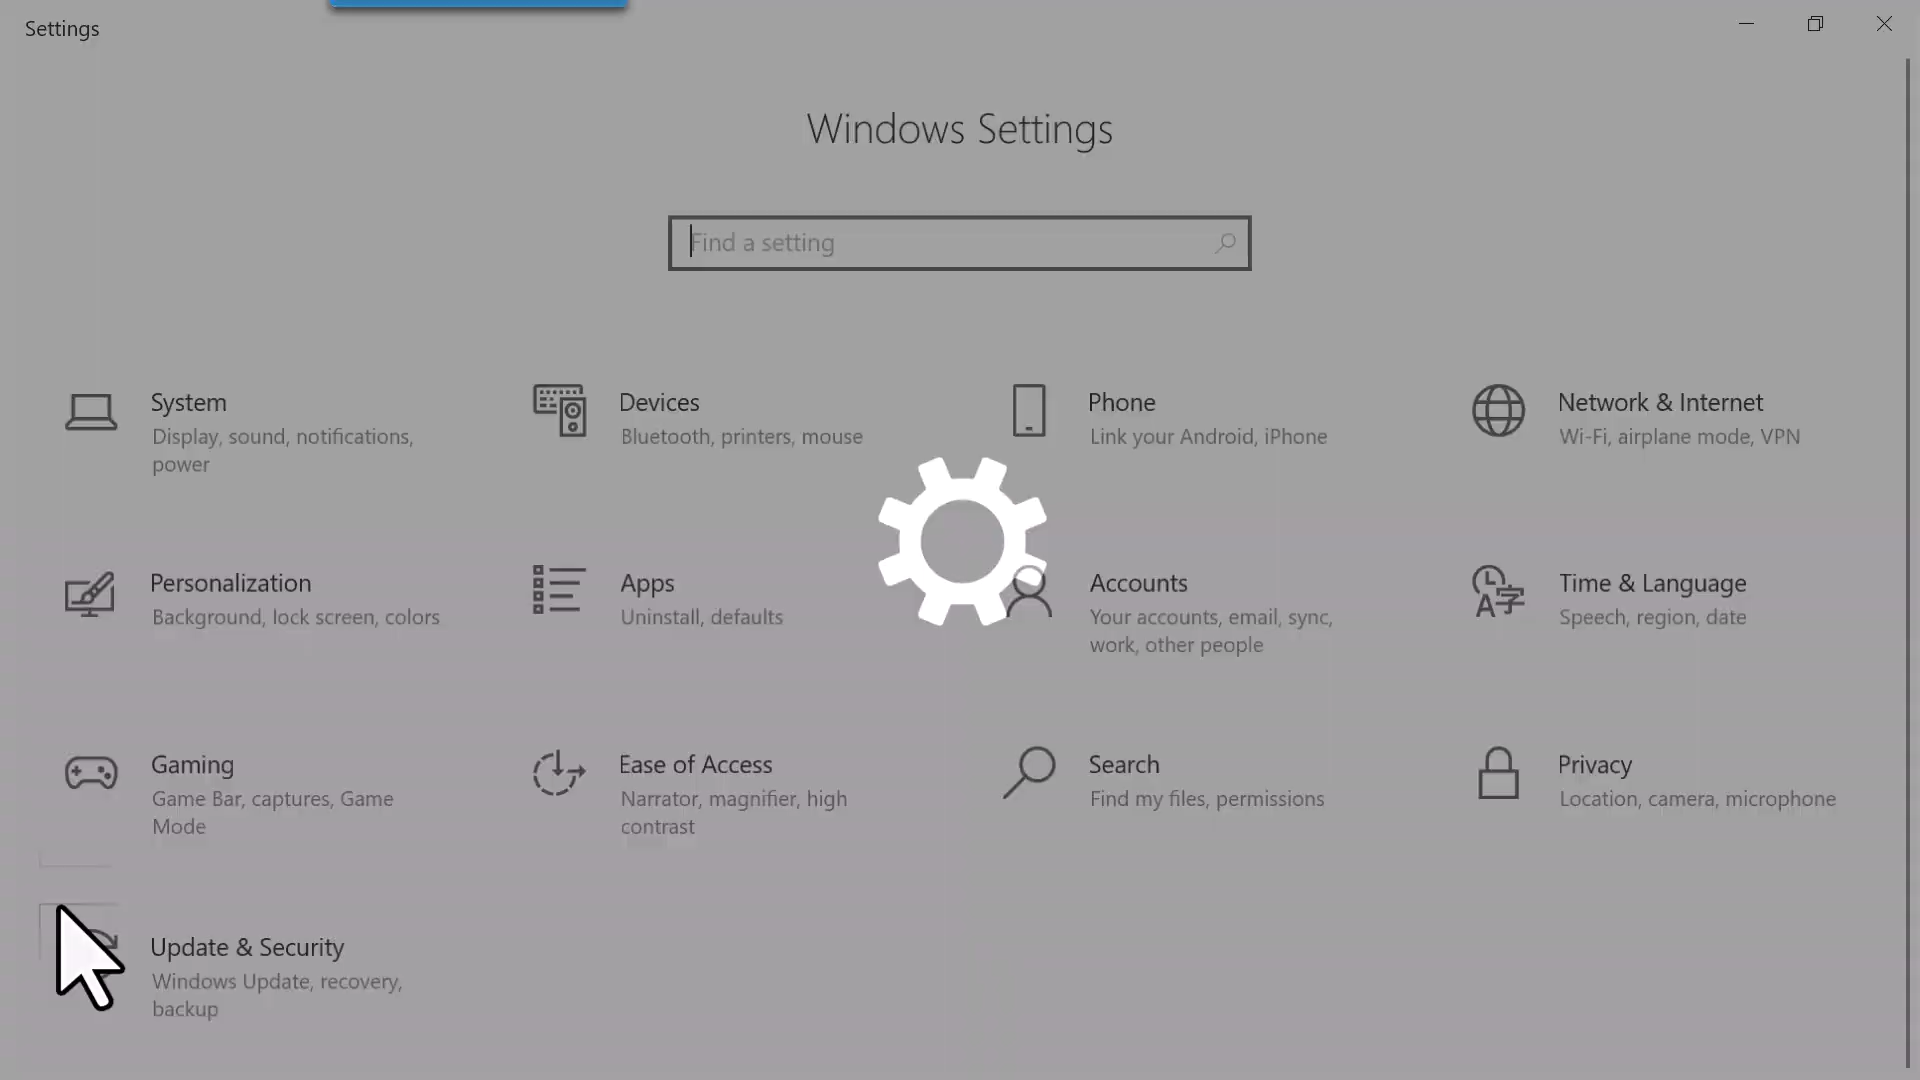 Settings
Windows Settings
Find a setting
System
Display, sound, notifications,
power
Devices
Bluetooth, printers, mouse
Phone
Link your Android, iPhone
Network & Internet
Wi-Fi, airplane mode, VPN
Personalization
Background, lock screen, colors
Apps
Uninstall, defaults
Accounts
Your accounts, email, sync,
work, other people
Time & Language
Speech, region, date
Gaming
Game Bar, captures, Game
Mode
Ease of Access
Narrator, magnifier, high
contrast
Search
Find my files, permissions
Privacy
Location, camera, microphone
Update & Security
Windows Update, recovery,
backup